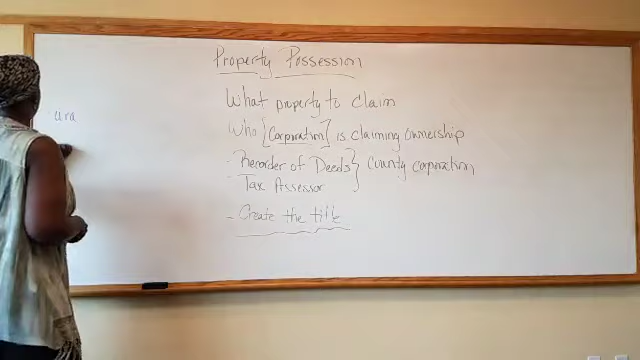 Property Possession
ura
What property to claim
Who [Corporation] is claiming ownership
- Recorder of Deeds } County corporation
- Tax Assessor
- Create the title